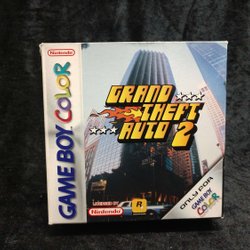 Nintendo
GAME BOY COLOR
GRAND
THEFT
AUTO 2
LICENSED BY
Nintendo
R
ONLY FOR
GAME BOY
COLOR